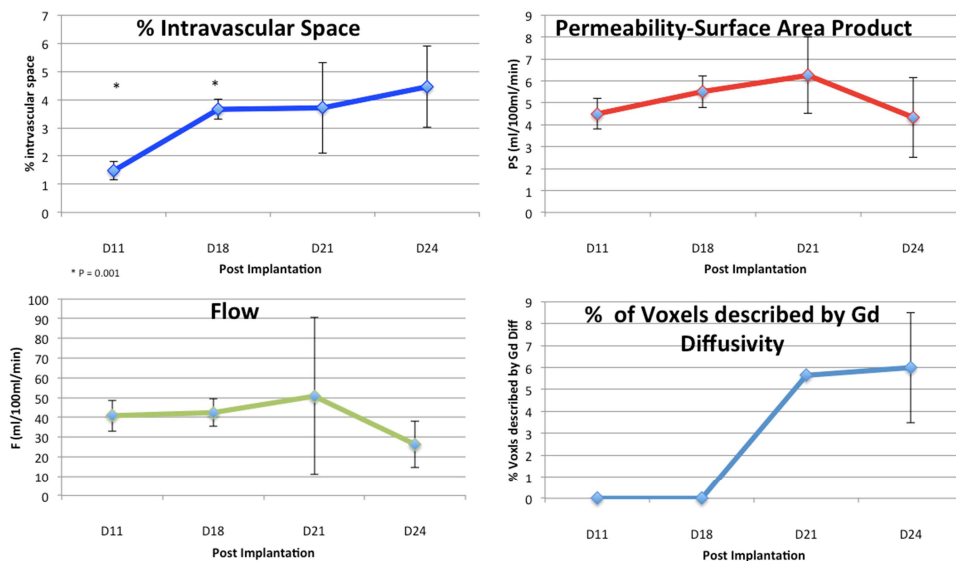 % Intravascular Space
% intrvascular space
7
6
5
4
3
2
1
0
*
*
D11 D18 D21 D24
Post Implantation
* P = 0.001
Permeability-Surface Area Product
PS (ml/100ml/min)
9
8
7
6
5
4
3
2
1
0
D11 D18 D21 D24
Post Implantation
Flow
F (ml/100ml/min)
100
90
80
70
60
50
40
30
20
10
0
D11 D18 D21 D24
Post Implantation
% of Voxels described by Gd
Diffusivity
% Voxls described by Gd Diff
9
8
7
6
5
4
3
2
1
0
D11 D18 D21 D24
Post Implantation